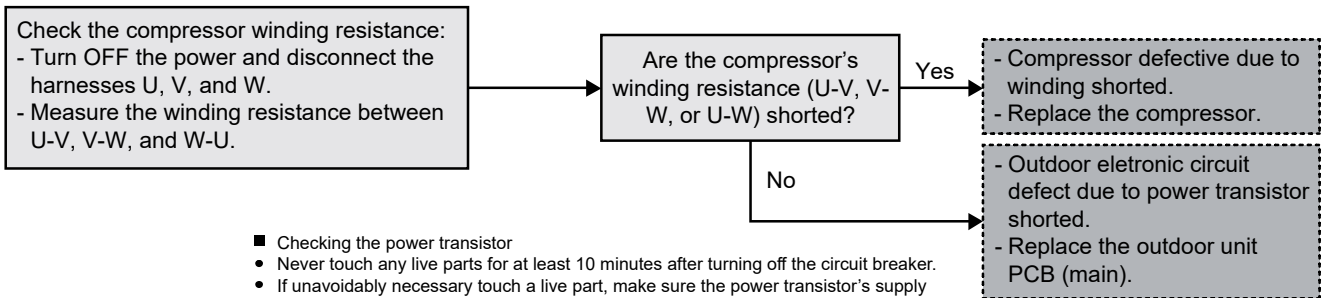 Check the compressor winding resistance:
- Turn OFF the power and disconnect the
harnesses U, V, and W.
- Measure the winding resistance between
U-V, V-W, and W-U.
Are the compressor's
winding resistance (U-V, V-
W, or U-W) shorted?
Yes
- Compressor defective due to
winding shorted.
- Replace the compressor.
No
- Outdoor eletronic circuit
defect due to power transistor
shorted.
- Replace the outdoor unit
PCB (main).
■ Checking the power transistor
• Never touch any live parts for at least 10 minutes after turning off the circuit breaker.
• If unavoidably necessary touch a live part, make sure the power transistor's supply